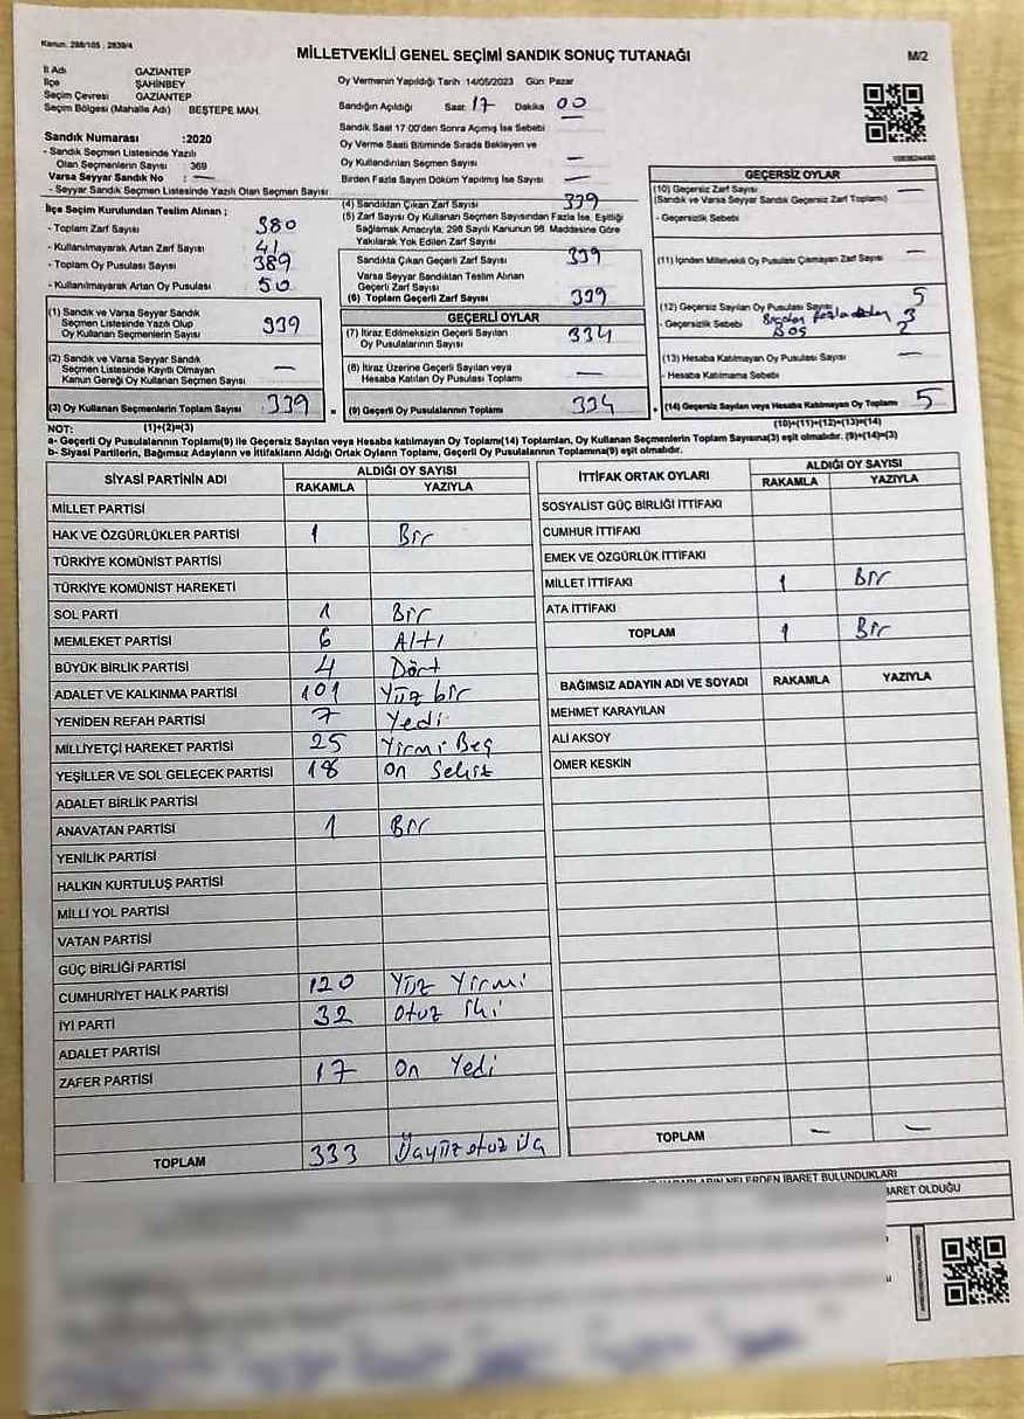 Kanun: 298/105 ; 2839/4
MİLLETVEKİLİ GENEL SEÇİMİ SANDIK SONUÇ TUTANAĞI
M/2
İl Adı GAZİANTEP
İlçe ŞAHİNBEY
Seçim Çevresi GAZİANTEP
Seçim Bölgesi (Mahalle Adı) BEŞTEPE MAH.
Sandık Numarası :2020
- Sandık Seçmen Listesinde Yazılı
Olan Seçmenlerin Sayısı : 369
Varsa Seyyar Sandık No : —
- Seyyar Sandık Seçmen Listesinde Yazılı Olan Seçmen Sayısı:
Oy Vermenin Yapıldığı Tarih :14/05/2023 Gün: Pazar
Sandığın Açıldığı Saat: 17 Dakika 00
Sandık Saat 17:00'den Sonra Açımış İse Sebebi
Oy Verme Saati Bitiminde Sırada Bekleyen ve
Oy Kullandırılan Seçmen Sayısı —
Birden Fazla Sayım Döküm Yapılmış İse Sayısı —
İlçe Seçim Kurulundan Teslim Alınan ;
- Toplam Zarf Sayısı 380
- Kullanılmayarak Artan Zarf Sayısı 41
- Toplam Oy Pusulası Sayısı 389
- Kullanılmayarak Artan Oy Pusulası 50
(1) Sandık ve Varsa Seyyar Sandık
Seçmen Listesinde Yazılı Olup
Oy Kullanan Seçmenlerin Sayısı 339
(2) Sandık ve Varsa Seyyar Sandık
Seçmen Listesinde Kayıtlı Olmayan
Kanun Gereği Oy Kullanan Seçmen Sayısı —
(3) Oy Kullanan Seçmenlerin Toplam Sayısı 339
(4) Sandıktan Çıkan Zarf Sayısı 339
(5) Zarf Sayısı Oy Kullanan Seçmen Sayısından Fazla İse, Eşitliği
Sağlamak Amacıyla, 298 Sayılı Kanunun 98. Maddesine Göre
Yakılarak Yok Edilen Zarf Sayısı
Sandıkta Çıkan Geçerli Zarf Sayısı 339
Varsa Seyyar Sandıktan Teslim Alınan
Geçerli Zarf Sayısı
(6) Toplam Geçerli Zarf Sayısı 339
GEÇERLİ OYLAR
(7) İtiraz Edilmeksizin Geçerli Sayılan
Oy Pusulalarının Sayısı 334
(8) İtiraz Üzerine Geçerli Sayılan veya
Hesaba Katılan Oy Pusulası Toplamı —
(9) Geçerli Oy Pusulalarının Toplamı 334
GEÇERSİZ OYLAR
(10) Geçersiz Zarf Sayısı —
(Sandık ve Varsa Seyyar Sandık Geçersiz Zarf Toplamı)
- Geçersizlik Sebebi
(11) İçinden Milletvekili Oy Pusulası Çıkmayan Zarf Sayısı —
(12) Geçersiz Sayılan Oy Pusulası Sayısı 5
- Geçersizlik Sebebi 3
BOŞ 2
(13) Hesaba Katılmayan Oy Pusulası Sayısı —
- Hesaba Katılmama Sebebi
(14) Geçersiz Sayılan veya Hesaba Katılmayan Oy Toplamı 5
NOT: (1)+(2)=(3)
(10)+(11)+(12)+(13)=(14)
a- Geçerli Oy Pusulalarının Toplamı(9) ile Geçersiz Sayılan veya Hesaba katılmayan Oy Toplamı(14) Toplamları, Oy Kullanan Seçmenlerin Toplam Sayısına(3) eşit olmalıdır. (9)+(14)=(3)
b- Siyasi Partilerin, Bağımsız Adayların ve İttifakların Aldığı Ortak Oyların Toplamı, Geçerli Oy Pusulalarının Toplamına(9) eşit olmalıdır.
SİYASİ PARTİNİN ADI ALDIĞI OY SAYISI
RAKAMLA YAZIYLA
MİLLET PARTİSİ
HAK VE ÖZGÜRLÜKLER PARTİSİ 1 Bir
TÜRKİYE KOMÜNİST PARTİSİ
TÜRKİYE KOMÜNİST HAREKETİ
SOL PARTİ 1 Bir
MEMLEKET PARTİSİ 6 Altı
BÜYÜK BİRLİK PARTİSİ 4 Dört
ADALET VE KALKINMA PARTİSİ 101 Yüz bir
YENİDEN REFAH PARTİSİ 7 Yedi
MİLLİYETÇİ HAREKET PARTİSİ 25 Yirmi Beş
YEŞİLLER VE SOL GELECEK PARTİSİ 18 On Sekiz
ADALET BİRLİK PARTİSİ
ANAVATAN PARTİSİ 1 Bir
YENİLİK PARTİSİ
HALKIN KURTULUŞ PARTİSİ
MİLLİ YOL PARTİSİ
VATAN PARTİSİ
GÜÇ BİRLİĞİ PARTİSİ
CUMHURİYET HALK PARTİSİ 120 Yüz Yirmi
İYİ PARTİ 32 Otuz İki
ADALET PARTİSİ
ZAFER PARTİSİ 17 On Yedi
TOPLAM 333 Üçyüz otuz üç
İTTİFAK ORTAK OYLARI ALDIĞI OY SAYISI
RAKAMLA YAZIYLA
SOSYALİST GÜÇ BİRLİĞİ İTTİFAKI
CUMHUR İTTİFAKI
EMEK VE ÖZGÜRLÜK İTTİFAKI
MİLLET İTTİFAKI 1 Bir
ATA İTTİFAKI
TOPLAM 1 Bir
BAĞIMSIZ ADAYIN ADI VE SOYADI RAKAMLA YAZIYLA
MEHMET KARAYILAN
ALİ AKSOY
ÖMER KESKİN
TOPLAM — —
NELERDEN İBARET BULUNDUKLARI
BARET OLDUĞU